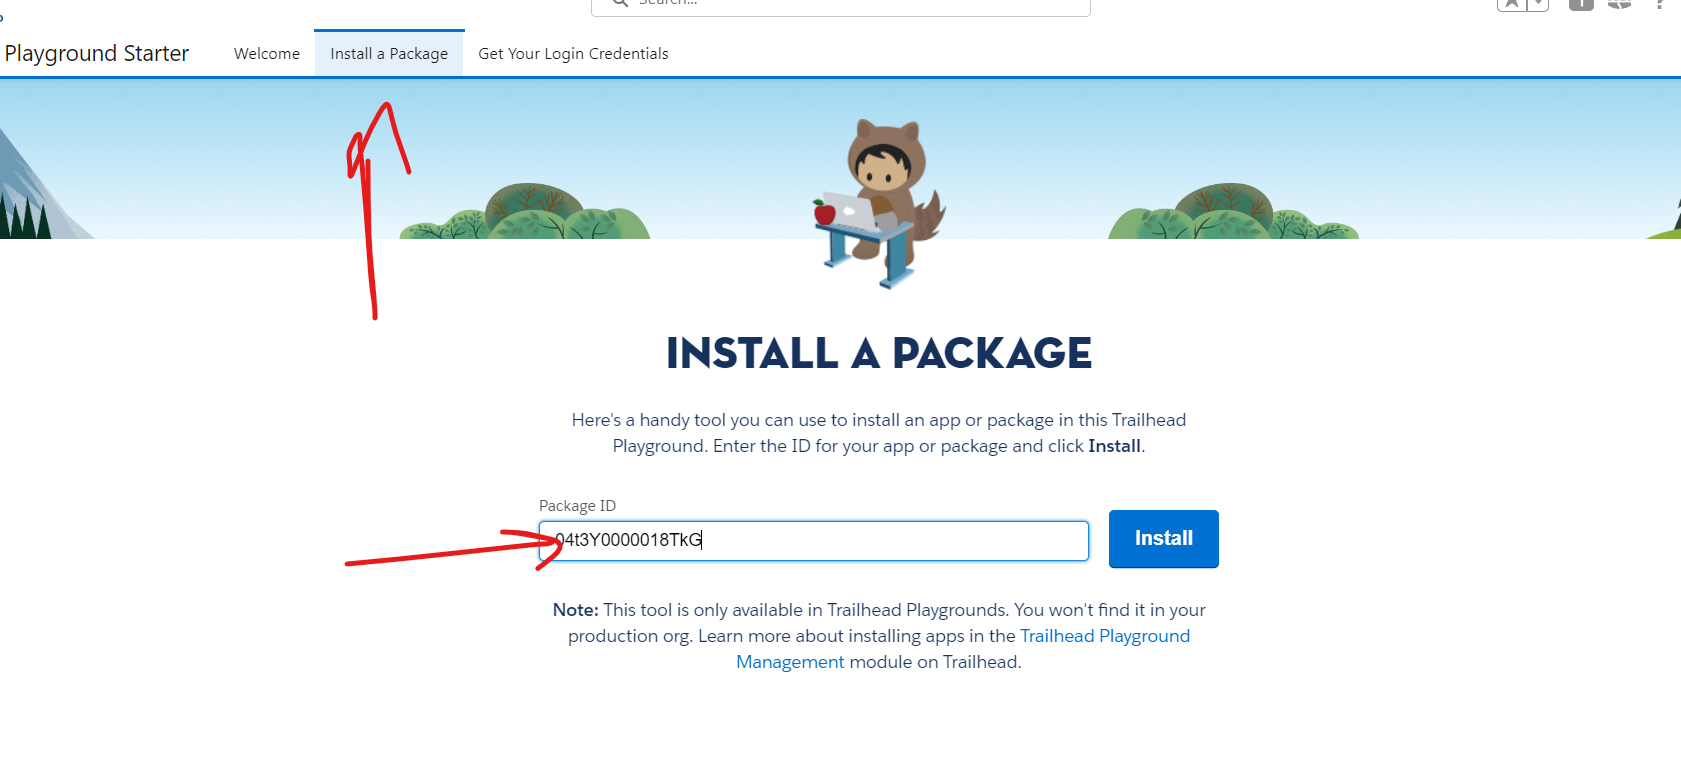 Search...
Playground Starter Welcome Install a Package Get Your Login Credentials
INSTALL A PACKAGE
Here's a handy tool you can use to install an app or package in this Trailhead
Playground. Enter the ID for your app or package and click Install.
Package ID
04t3Y0000018TkG
Install
Note: This tool is only available in Trailhead Playgrounds. You won't find it in your
production org. Learn more about installing apps in the Trailhead Playground
Management module on Trailhead.